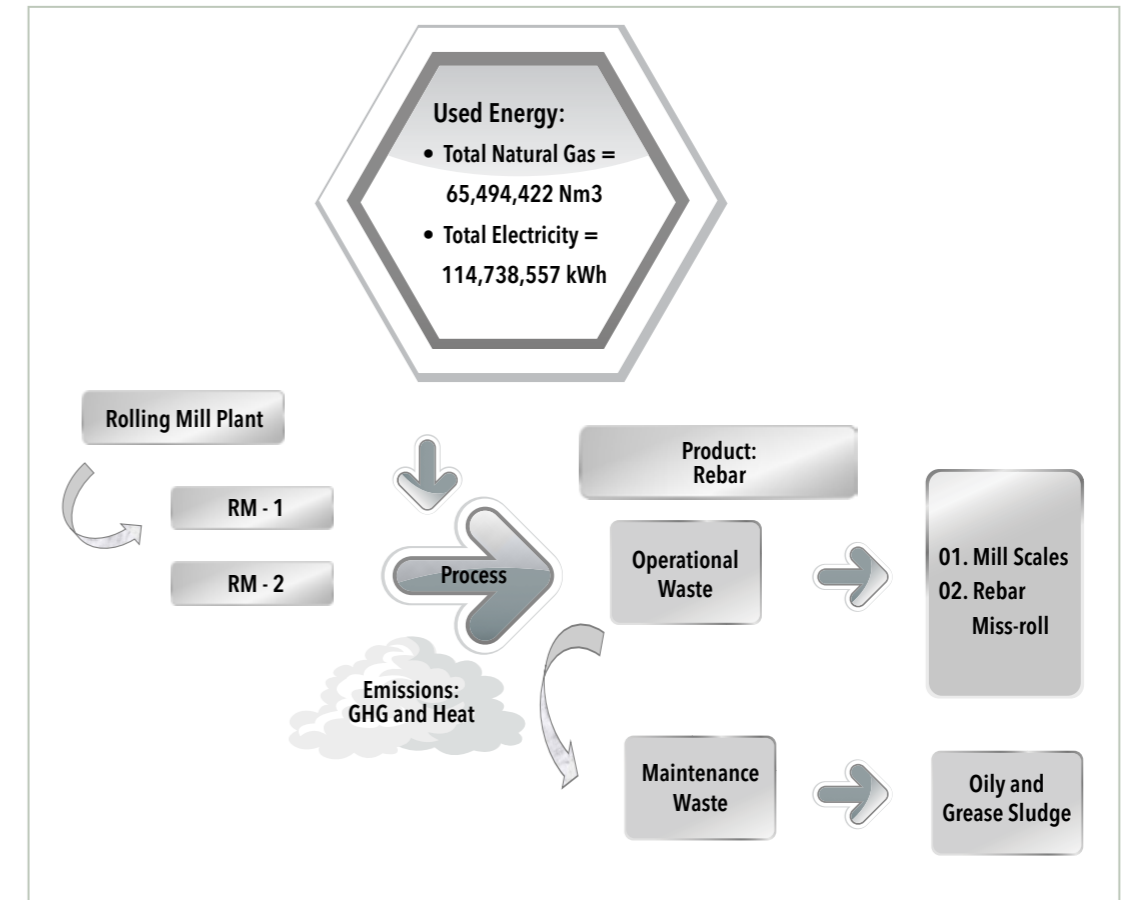 Used Energy:
• Total Natural Gas =
65,494,422 Nm3
• Total Electricity =
114,738,557 kWh
Rolling Mill Plant
RM - 1
RM - 2
Process
Emissions:
GHG and Heat
Product:
Rebar
Operational
Waste
01. Mill Scales
02. Rebar
Miss-roll
Maintenance
Waste
Oily and
Grease Sludge